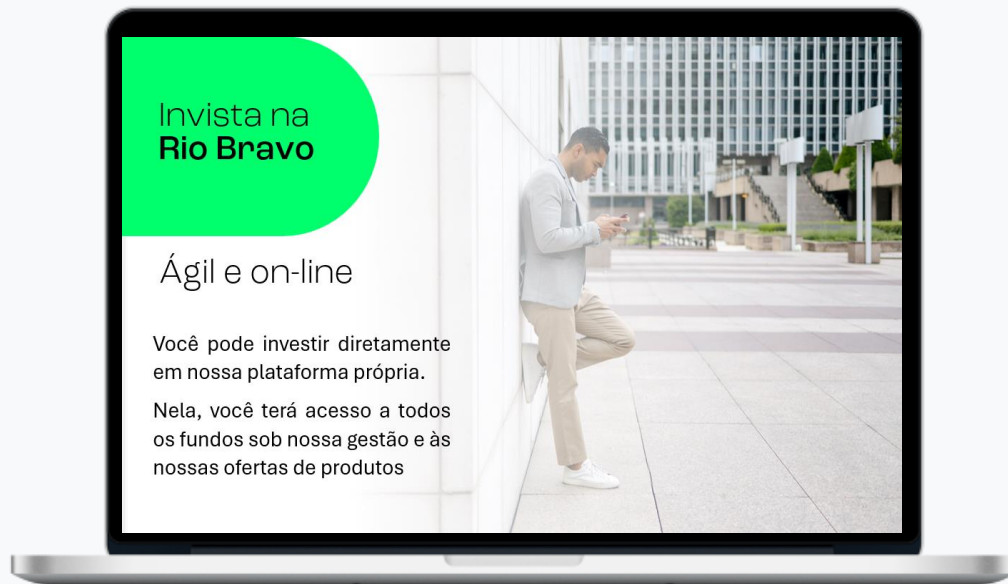 Invista na
Rio Bravo
Ágil e on-line
Você pode investir diretamente
em nossa plataforma própria.
Nela, você terá acesso a todos
os fundos sob nossa gestão e às
nossas ofertas de produtos